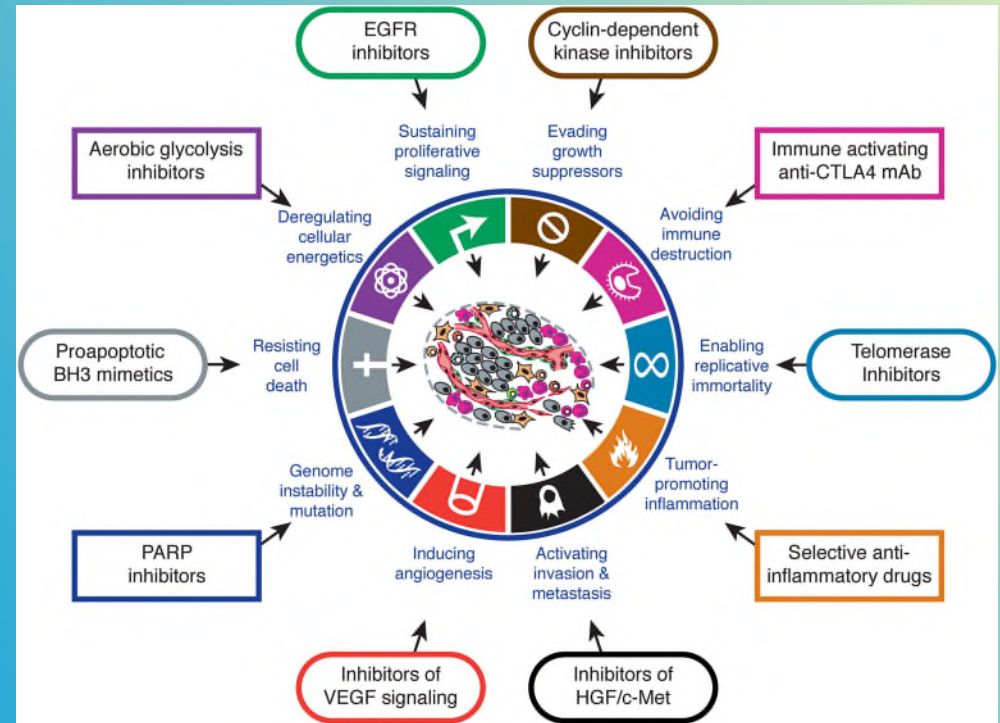 EGFR
inhibitors
Cyclin-dependent
kinase inhibitors
Sustaining
proliferative
signaling
Evading
growth
suppressors
Aerobic glycolysis
inhibitors
Immune activating
anti-CTLA4 mAb
Deregulating
cellular
energetics
Avoiding
immune
destruction
Proapoptotic
BH3 mimetics
Resisting
cell
death
Enabling
replicative
immortality
Telomerase
Inhibitors
Genome
instability &
mutation
Tumor-
promoting
inflammation
PARP
inhibitors
Inducing
angiogenesis
Activating
invasion &
metastasis
Selective anti-
inflammatory drugs
Inhibitors of
VEGF signaling
Inhibitors of
HGF/c-Met